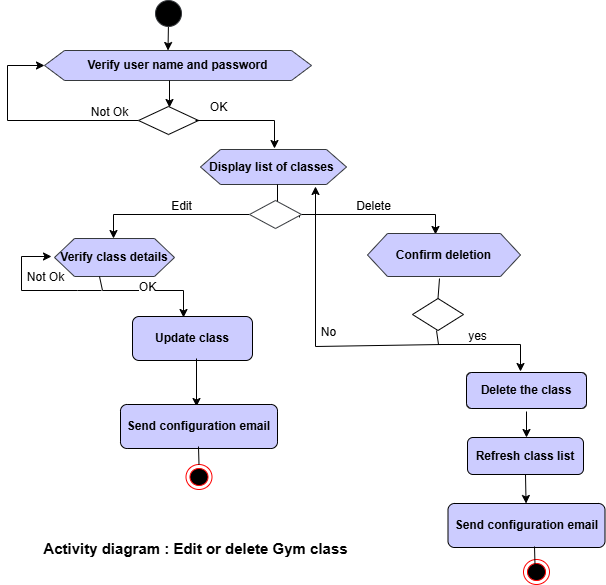 Verify user name and password
Not Ok
OK
Display list of classes
Edit
Delete
Verify class details
Confirm deletion
Not Ok
OK
Update class
No
yes
Delete the class
Send configuration email
Refresh class list
Send configuration email
Activity diagram : Edit or delete Gym class